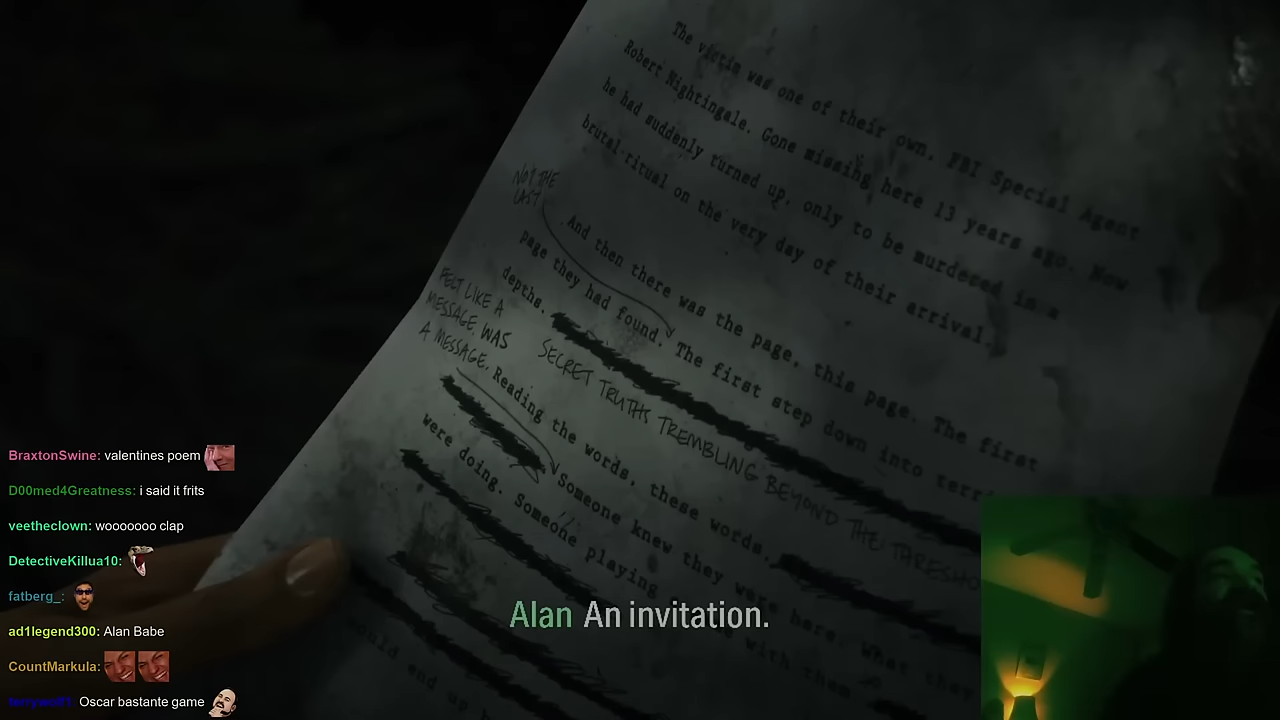 The victim was one of their own. FBI Special Agent
Robert Nightingale. Gone missing here 13 years ago. Now
he had suddenly turned up, only to be murdered in a
brutal ritual on the very day of their arrival.
NOT THE
LAST
And then there was the page, this page. The first
page they had found. The first step down into
depths.
SECRET TRUTHS TREMBLING BEYOND THE
FELT LIKE A
MESSAGE. WAS
A MESSAGE.
Reading the words, these words.
Someone knew they were here. What they
were doing. Someone playing
with them
end up
Alan An invitation.
BraxtonSwine: valentines poem
D00med4Greatness: i said it frits
veetheclown: wooooooo clap
DetectiveKillua10:
fatberg_:
ad1legend300: Alan Babe
CountMarkula:
Oscar bastante game